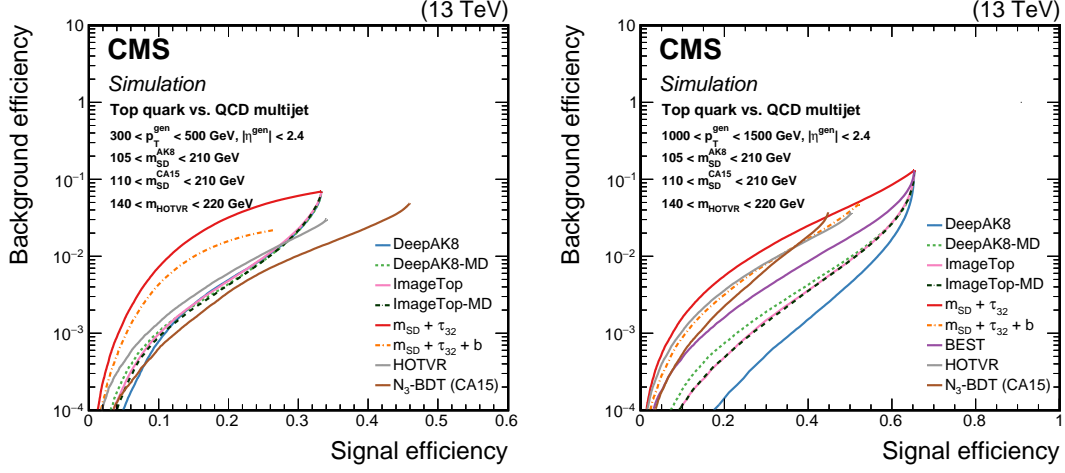 (13 TeV)
Background efficiency
10
1
10⁻¹
10⁻²
10⁻³
10⁻⁴
CMS
Simulation
Top quark vs. QCD multijet
300 < p_T^gen < 500 GeV, |η^gen| < 2.4
105 < m_SD^AK8 < 210 GeV
110 < m_SD^CA15 < 210 GeV
140 < m_HOTVR < 220 GeV
DeepAK8
DeepAK8-MD
ImageTop
ImageTop-MD
m_SD + τ_32
m_SD + τ_32 + b
HOTVR
N_3-BDT (CA15)
0 0.1 0.2 0.3 0.4 0.5 0.6
Signal efficiency
(13 TeV)
Background efficiency
10
1
10⁻¹
10⁻²
10⁻³
10⁻⁴
CMS
Simulation
Top quark vs. QCD multijet
1000 < p_T^gen < 1500 GeV, |η^gen| < 2.4
105 < m_SD^AK8 < 210 GeV
110 < m_SD^CA15 < 210 GeV
140 < m_HOTVR < 220 GeV
DeepAK8
DeepAK8-MD
ImageTop
ImageTop-MD
m_SD + τ_32
m_SD + τ_32 + b
BEST
HOTVR
N_3-BDT (CA15)
0 0.2 0.4 0.6 0.8 1
Signal efficiency